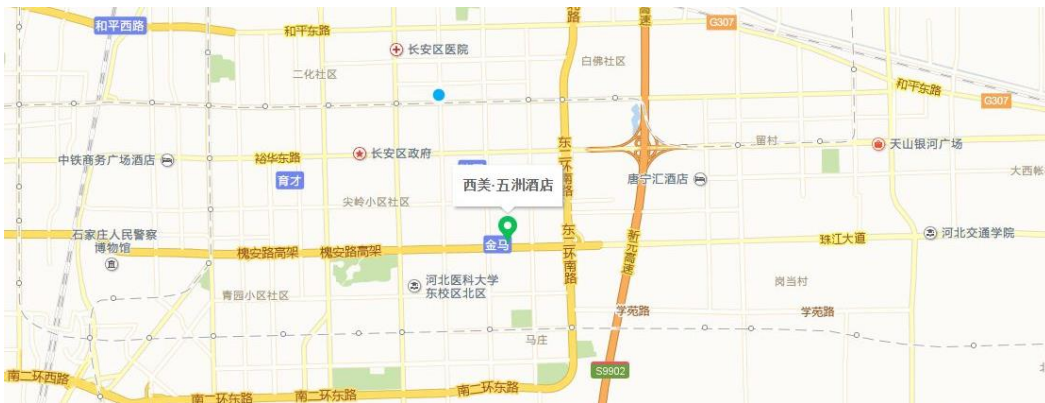 和平西路
和平东路
G307
长安区医院
白佛社区
二化社区
和平东路
G307
中铁商务广场酒店
裕华东路
长安区政府
东二环南路
留村
天山银河广场
育才
西美·五洲酒店
唐宁汇酒店
大西帐
尖岭小区社区
石家庄人民警察
博物馆
槐安路高架
槐安路高架
金马
东二环南路
新元高速
珠江大道
河北交通学院
青园小区社区
河北医科大学
东校区北区
岗当村
学苑路
学苑路
马庄
S9902
南二环西路
南二环东路
南二环东路
南二环东路